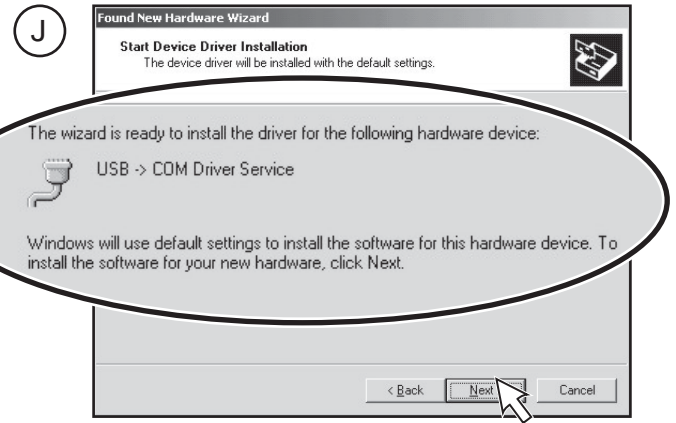 J
Found New Hardware Wizard
Start Device Driver Installation
The device driver will be installed with the default settings.
The wizard is ready to install the driver for the following hardware device:
USB -> COM Driver Service
Windows will use default settings to install the software for this hardware device. To
install the software for your new hardware, click Next.
< Back Next Cancel